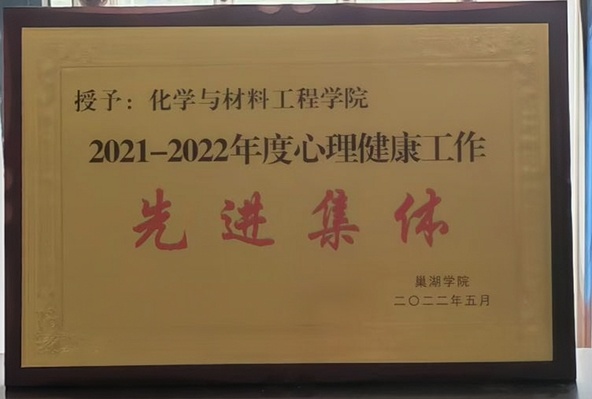 授予：化学与材料工程学院
2021-2022年度心理健康工作
先进集体
巢湖学院
二〇二二年五月